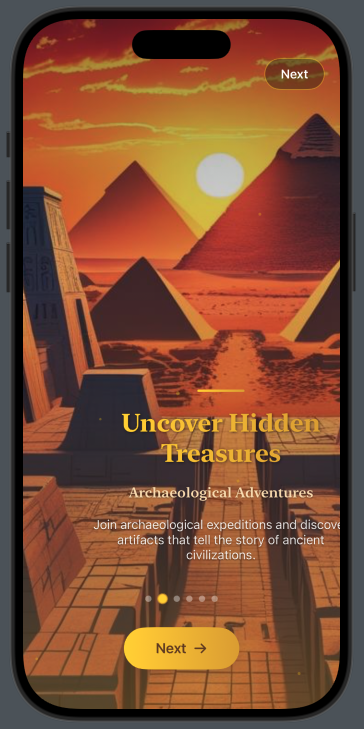 Next
Uncover Hidden
Treasures
Archaeological Adventures
Join archaeological expeditions and discove
artifacts that tell the story of ancient
civilizations.
Next →